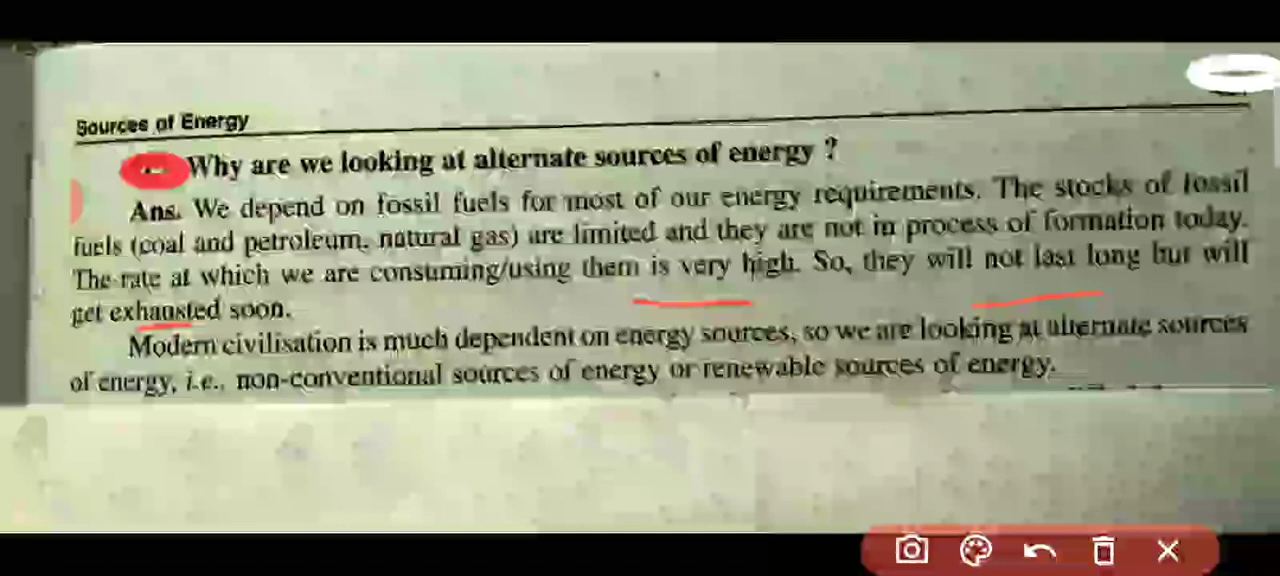 Sources of Energy
Why are we looking at alternate sources of energy ?
Ans. We depend on fossil fuels for most of our energy requirements. The stocks of fossil
fuels (coal and petroleum, natural gas) are limited and they are not in process of formation today.
The rate at which we are consuming/using them is very high. So, they will not last long but will
get exhausted soon.
Modern civilisation is much dependent on energy sources, so we are looking at alternate sources
of energy, i.e., non-conventional sources of energy or renewable sources of energy.